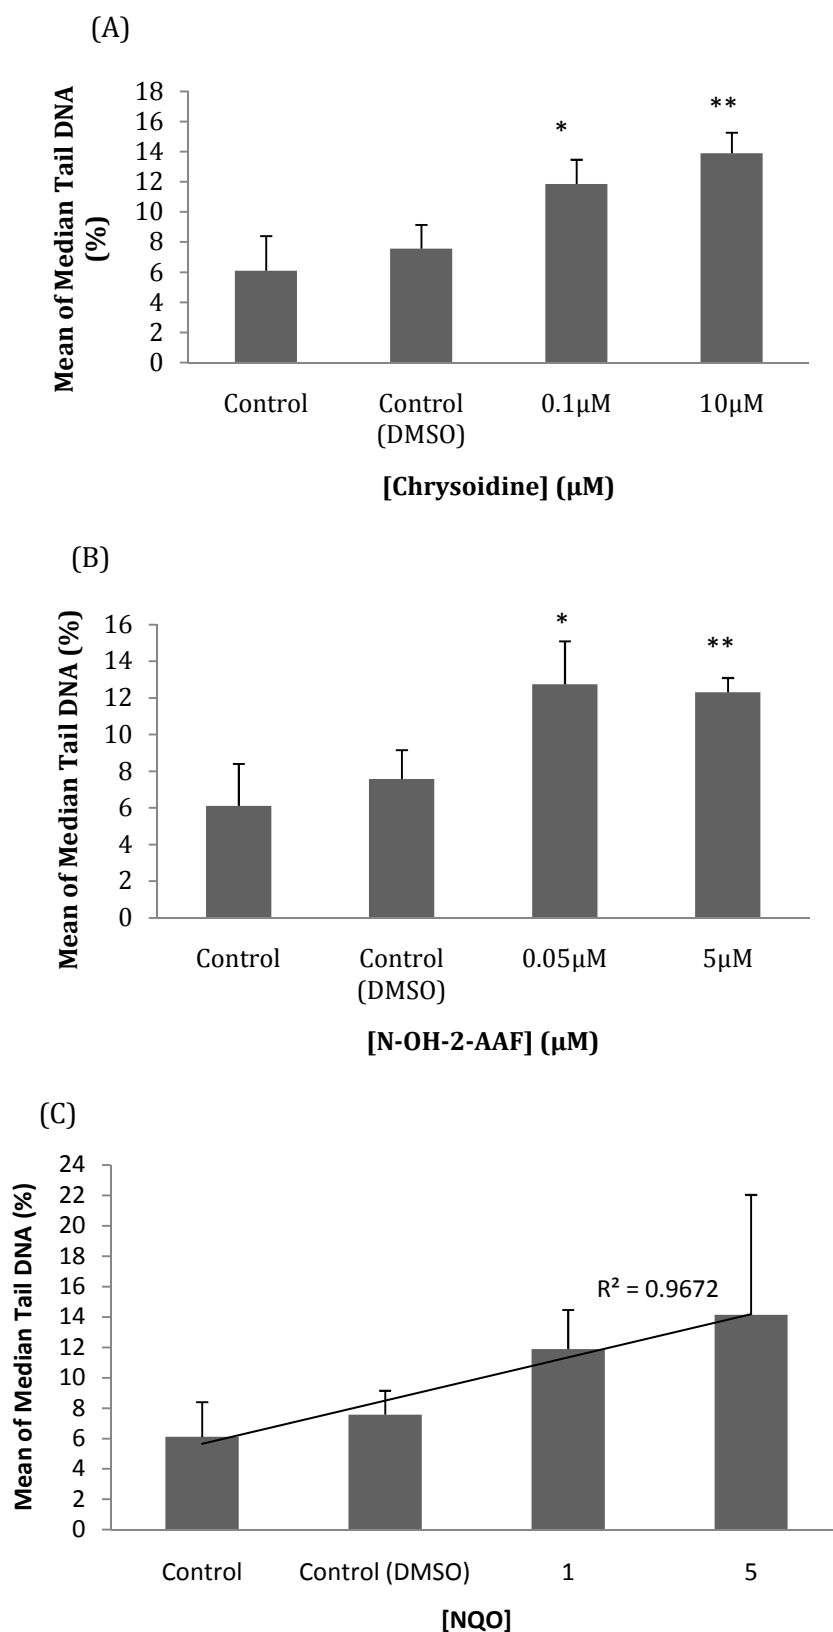 (A)
Mean of Median Tail DNA
(%)
18
16
14
12
10
8
6
4
2
0
*
**
Control
Control
(DMSO)
0.1µM
10µM
[Chrysoidine] (µM)
(B)
Mean of Median Tail DNA (%)
16
14
12
10
8
6
4
2
0
*
**
Control
Control
(DMSO)
0.05µM
5µM
[N-OH-2-AAF] (µM)
(C)
Mean of Median Tail DNA (%)
24
22
20
18
16
14
12
10
8
6
4
2
0
R² = 0.9672
Control
Control (DMSO)
1
5
[NQO]